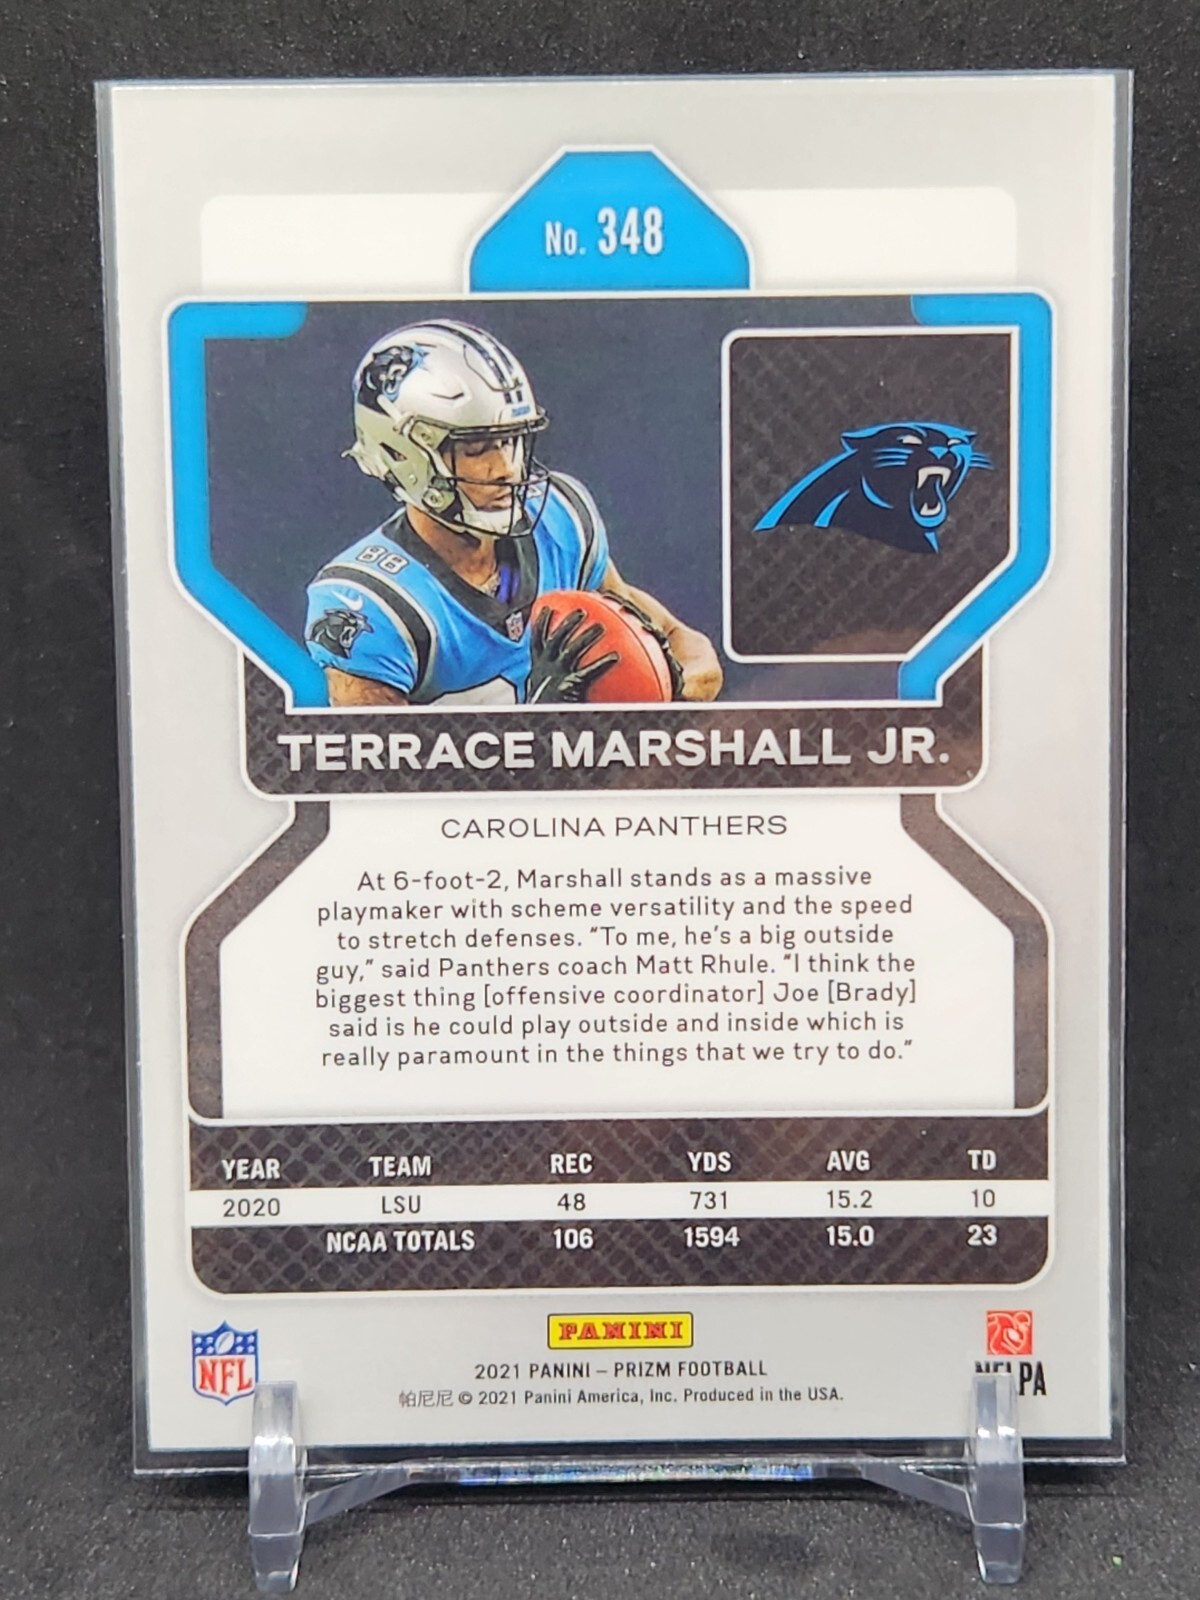 No. 348
88
TERRACE MARSHALL JR.
CAROLINA PANTHERS
At 6-foot-2, Marshall stands as a massive
playmaker with scheme versatility and the speed
to stretch defenses. "To me, he's a big outside
guy," said Panthers coach Matt Rhule. "I think the
biggest thing [offensive coordinator] Joe [Brady]
said is he could play outside and inside which is
really paramount in the things that we try to do."
YEAR TEAM REC YDS AVG TD
2020 LSU 48 731 15.2 10
NCAA TOTALS 106 1594 15.0 23
NFL
PANINI
NFLPA
2021 PANINI – PRIZM FOOTBALL
帕尼尼 © 2021 Panini America, Inc. Produced in the USA.